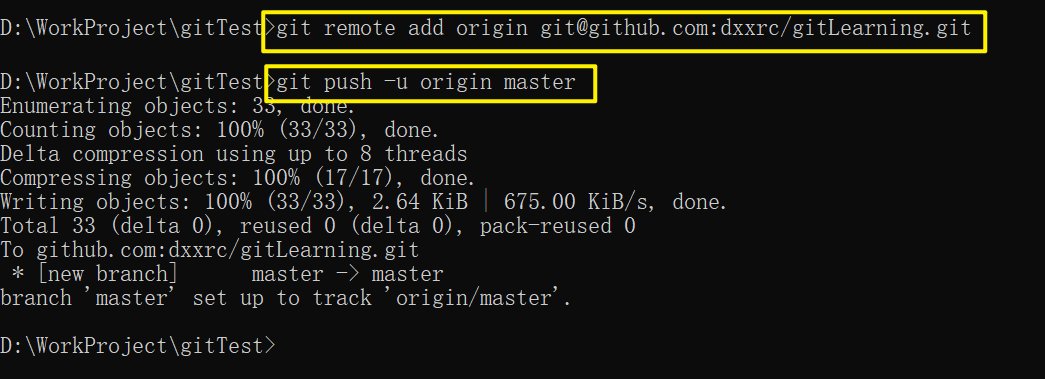 D:\WorkProject\gitTest>git remote add origin git@github.com:dxxrc/gitLearning.git
D:\WorkProject\gitTest>git push -u origin master
Enumerating objects: 33, done.
Counting objects: 100% (33/33), done.
Delta compression using up to 8 threads
Compressing objects: 100% (17/17), done.
Writing objects: 100% (33/33), 2.64 KiB | 675.00 KiB/s, done.
Total 33 (delta 0), reused 0 (delta 0), pack-reused 0
To github.com:dxxrc/gitLearning.git
 * [new branch]      master -> master
branch 'master' set up to track 'origin/master'.
D:\WorkProject\gitTest>